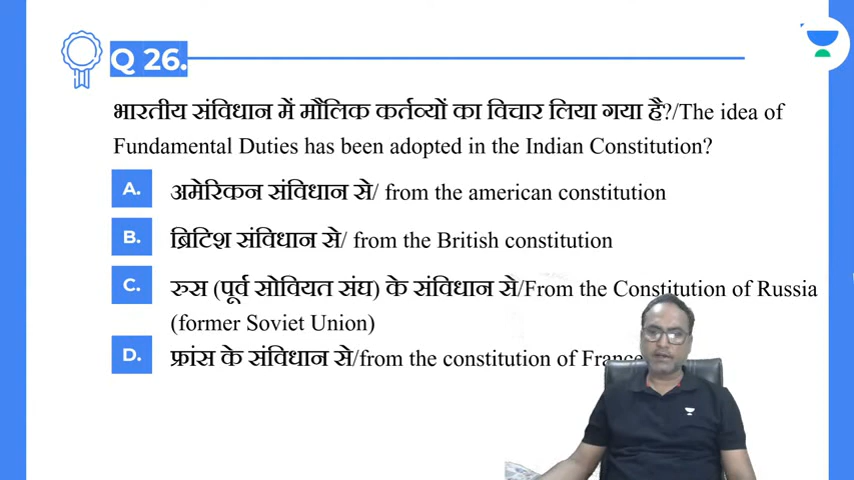 Q 26.
भारतीय संविधान में मौलिक कर्तव्यों का विचार लिया गया है?/The idea of
Fundamental Duties has been adopted in the Indian Constitution?
A. अमेरिकन संविधान से/ from the american constitution
B. ब्रिटिश संविधान से/ from the British constitution
C. रुस (पूर्व सोवियत संघ) के संविधान से/From the Constitution of Russia
(former Soviet Union)
D. फ्रांस के संविधान से/from the constitution of France